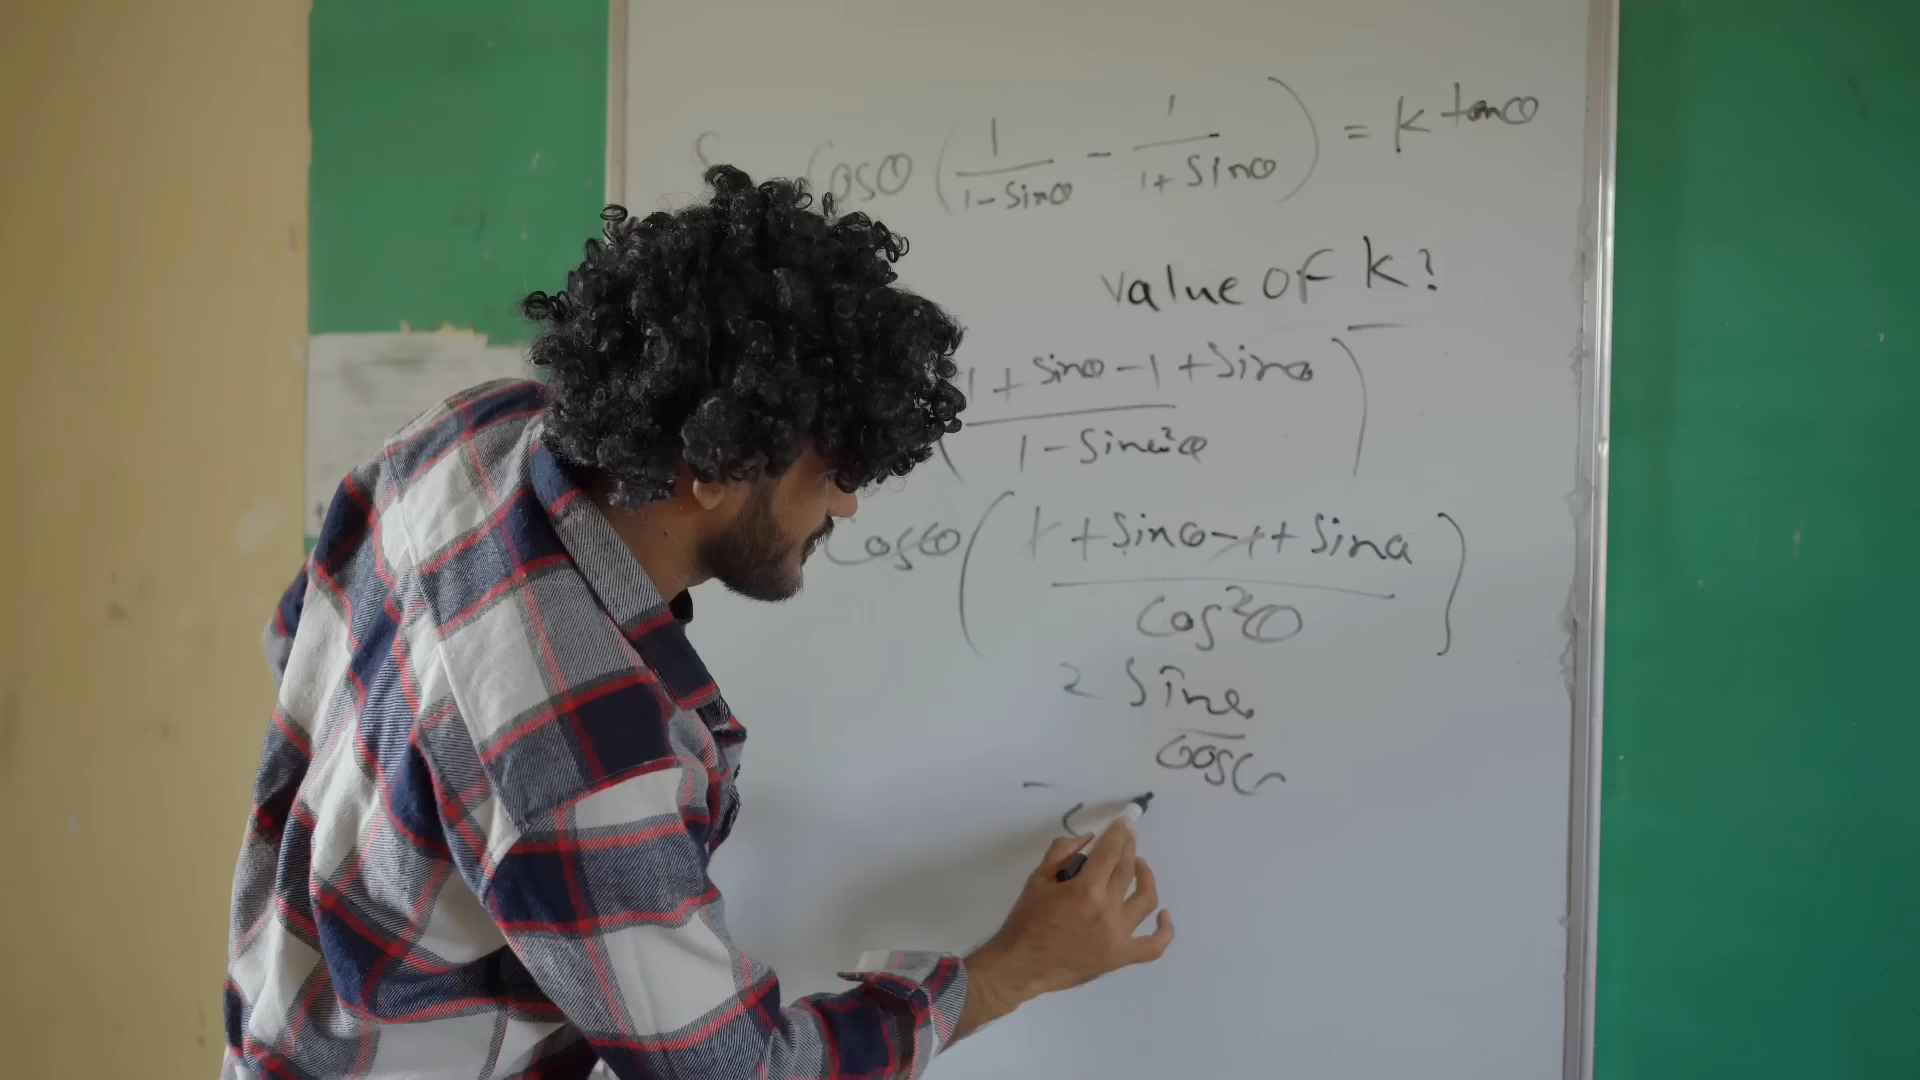 Cosθ ( 1/(1 - Sinθ) - 1/(1 + Sinθ) ) = K tanθ
Value of K?
( (1 + Sinθ - 1 + Sinθ)/(1 - Sin²θ) )
Cosθ ( (1 + Sinθ - 1 + Sinθ)/(Cos²θ) )
2 Sinθ
Cosθ